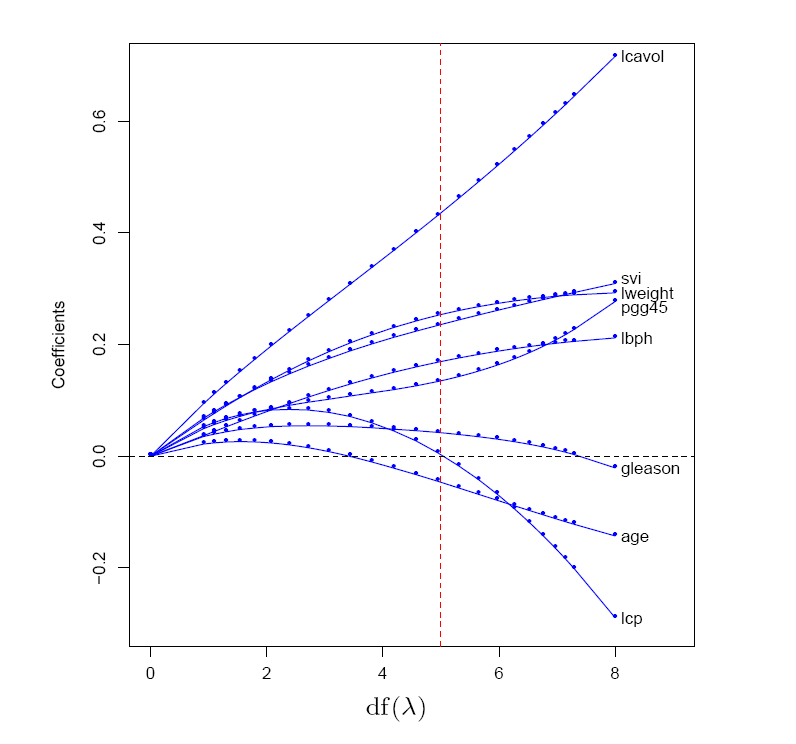 lcavol
svi
lweight
pgg45
lbph
gleason
age
lcp
Coefficients
0.6
0.4
0.2
0.0
−0.2
0 2 4 6 8
df(λ)